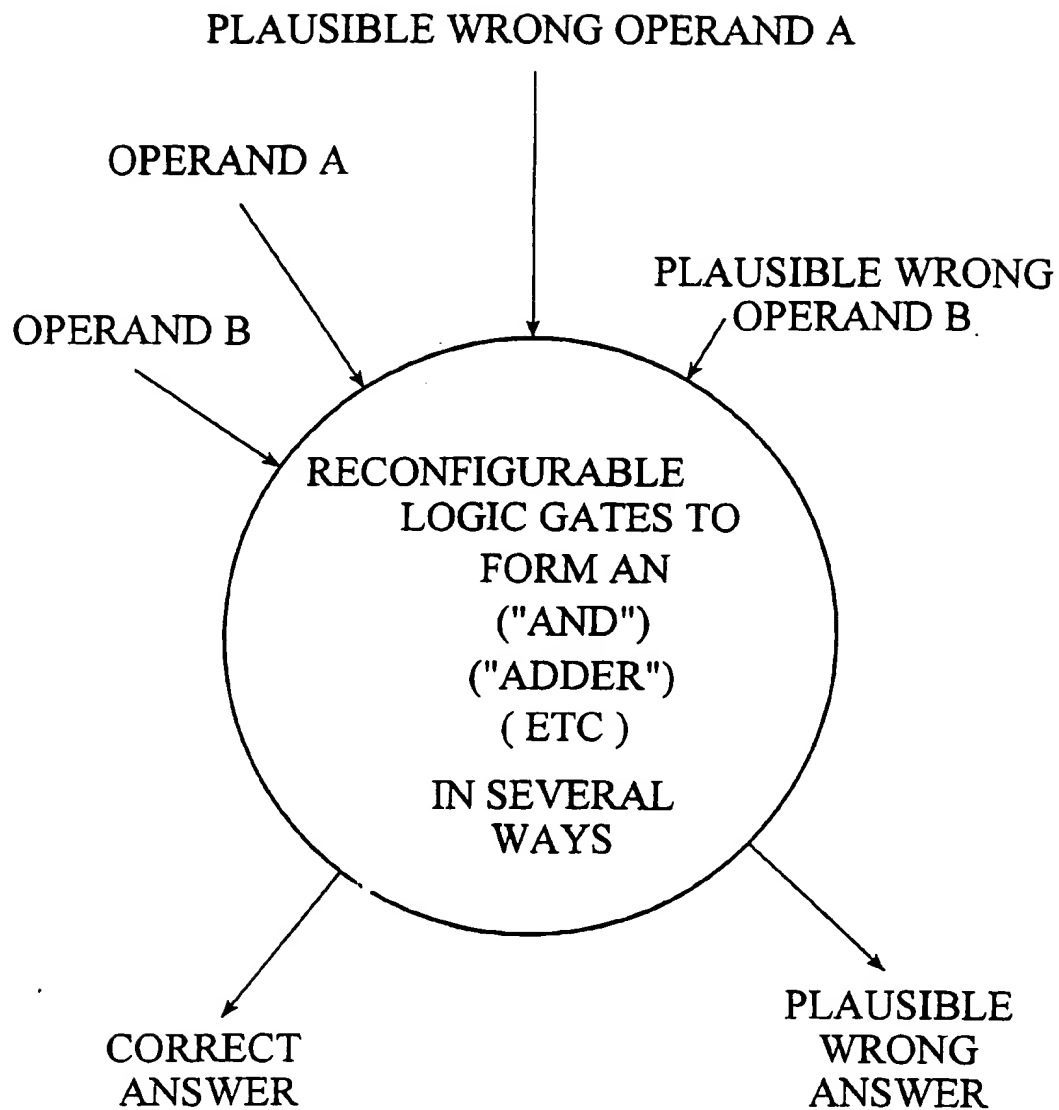 PLAUSIBLE WRONG OPERAND A
OPERAND A
PLAUSIBLE WRONG
OPERAND B
OPERAND B
RECONFIGURABLE
LOGIC GATES TO
FORM AN
("AND")
("ADDER")
( ETC )
IN SEVERAL
WAYS
CORRECT
ANSWER
PLAUSIBLE
WRONG
ANSWER